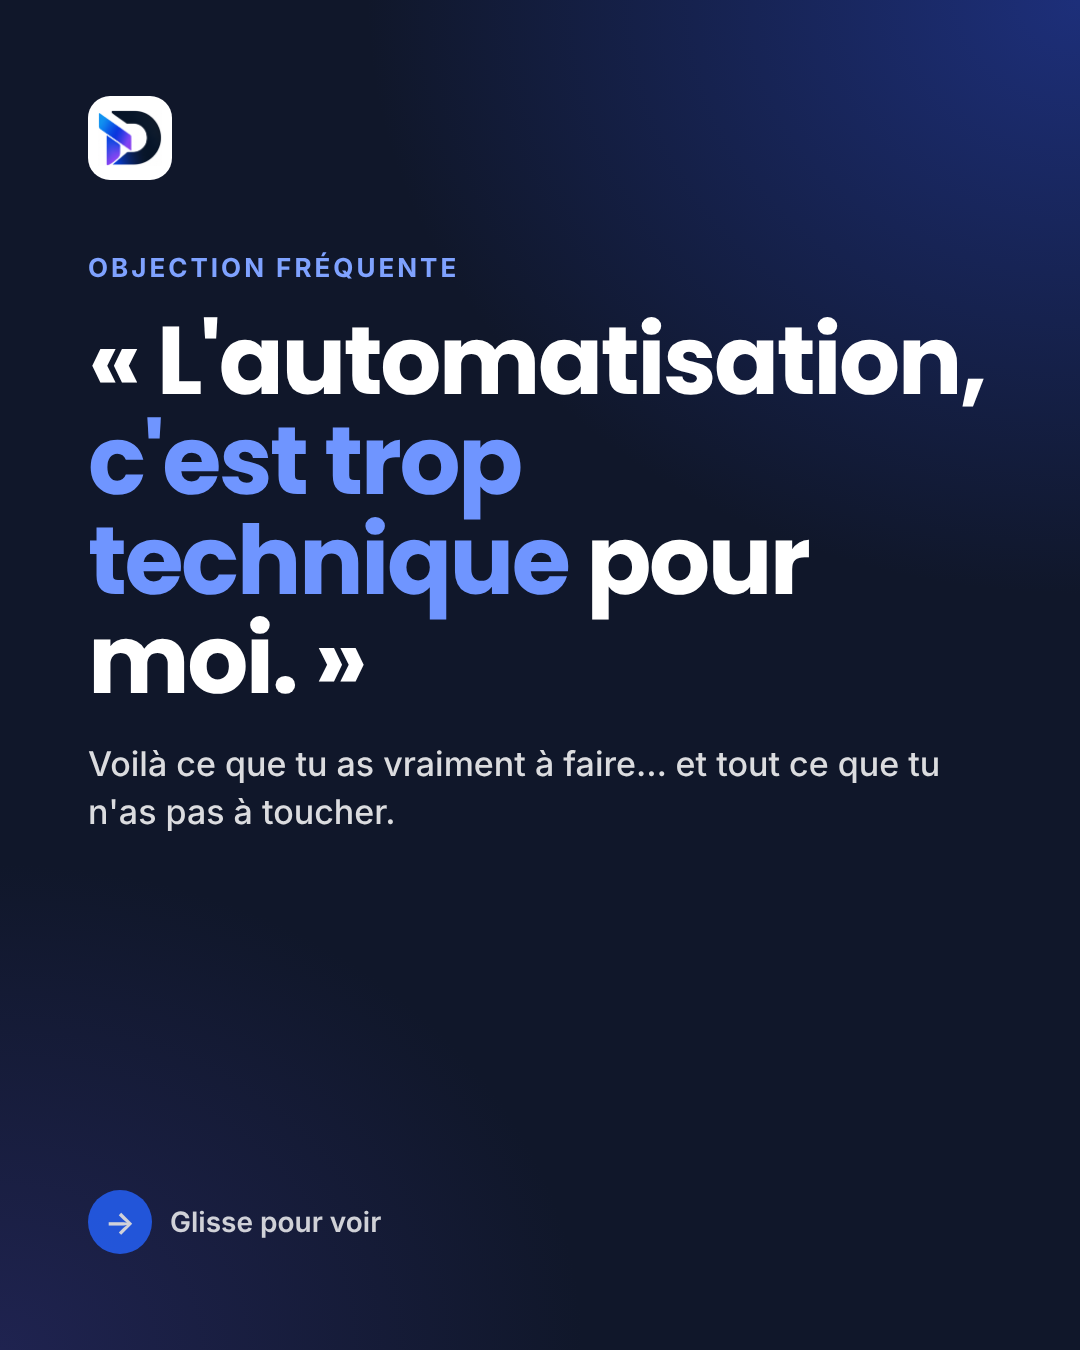 OBJECTION FRÉQUENTE
« L'automatisation,
c'est trop
technique pour
moi. »
Voilà ce que tu as vraiment à faire… et tout ce que tu
n'as pas à toucher.
Glisse pour voir